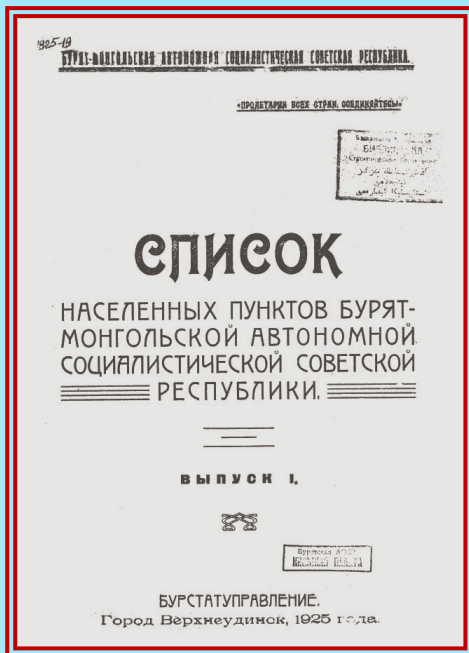 1925-19
БУРЯТ-МОНГОЛЬСКАЯ АВТОНОМНАЯ СОЦИАЛИСТИЧЕСКАЯ СОВЕТСКАЯ РЕСПУБЛИКА.
«ПРОЛЕТАРИИ ВСЕХ СТРАН, СОЕДИНЯЙТЕСЬ»
СПИСОК
НАСЕЛЕННЫХ ПУНКТОВ БУРЯТ-
МОНГОЛЬСКОЙ АВТОНОМНОЙ
СОЦИАЛИСТИЧЕСКОЙ СОВЕТСКОЙ
РЕСПУБЛИКИ.
ВЫПУСК I.
БУРСТАТУПРАВЛЕНИЕ.
Город Верхнеудинск, 1925 года.